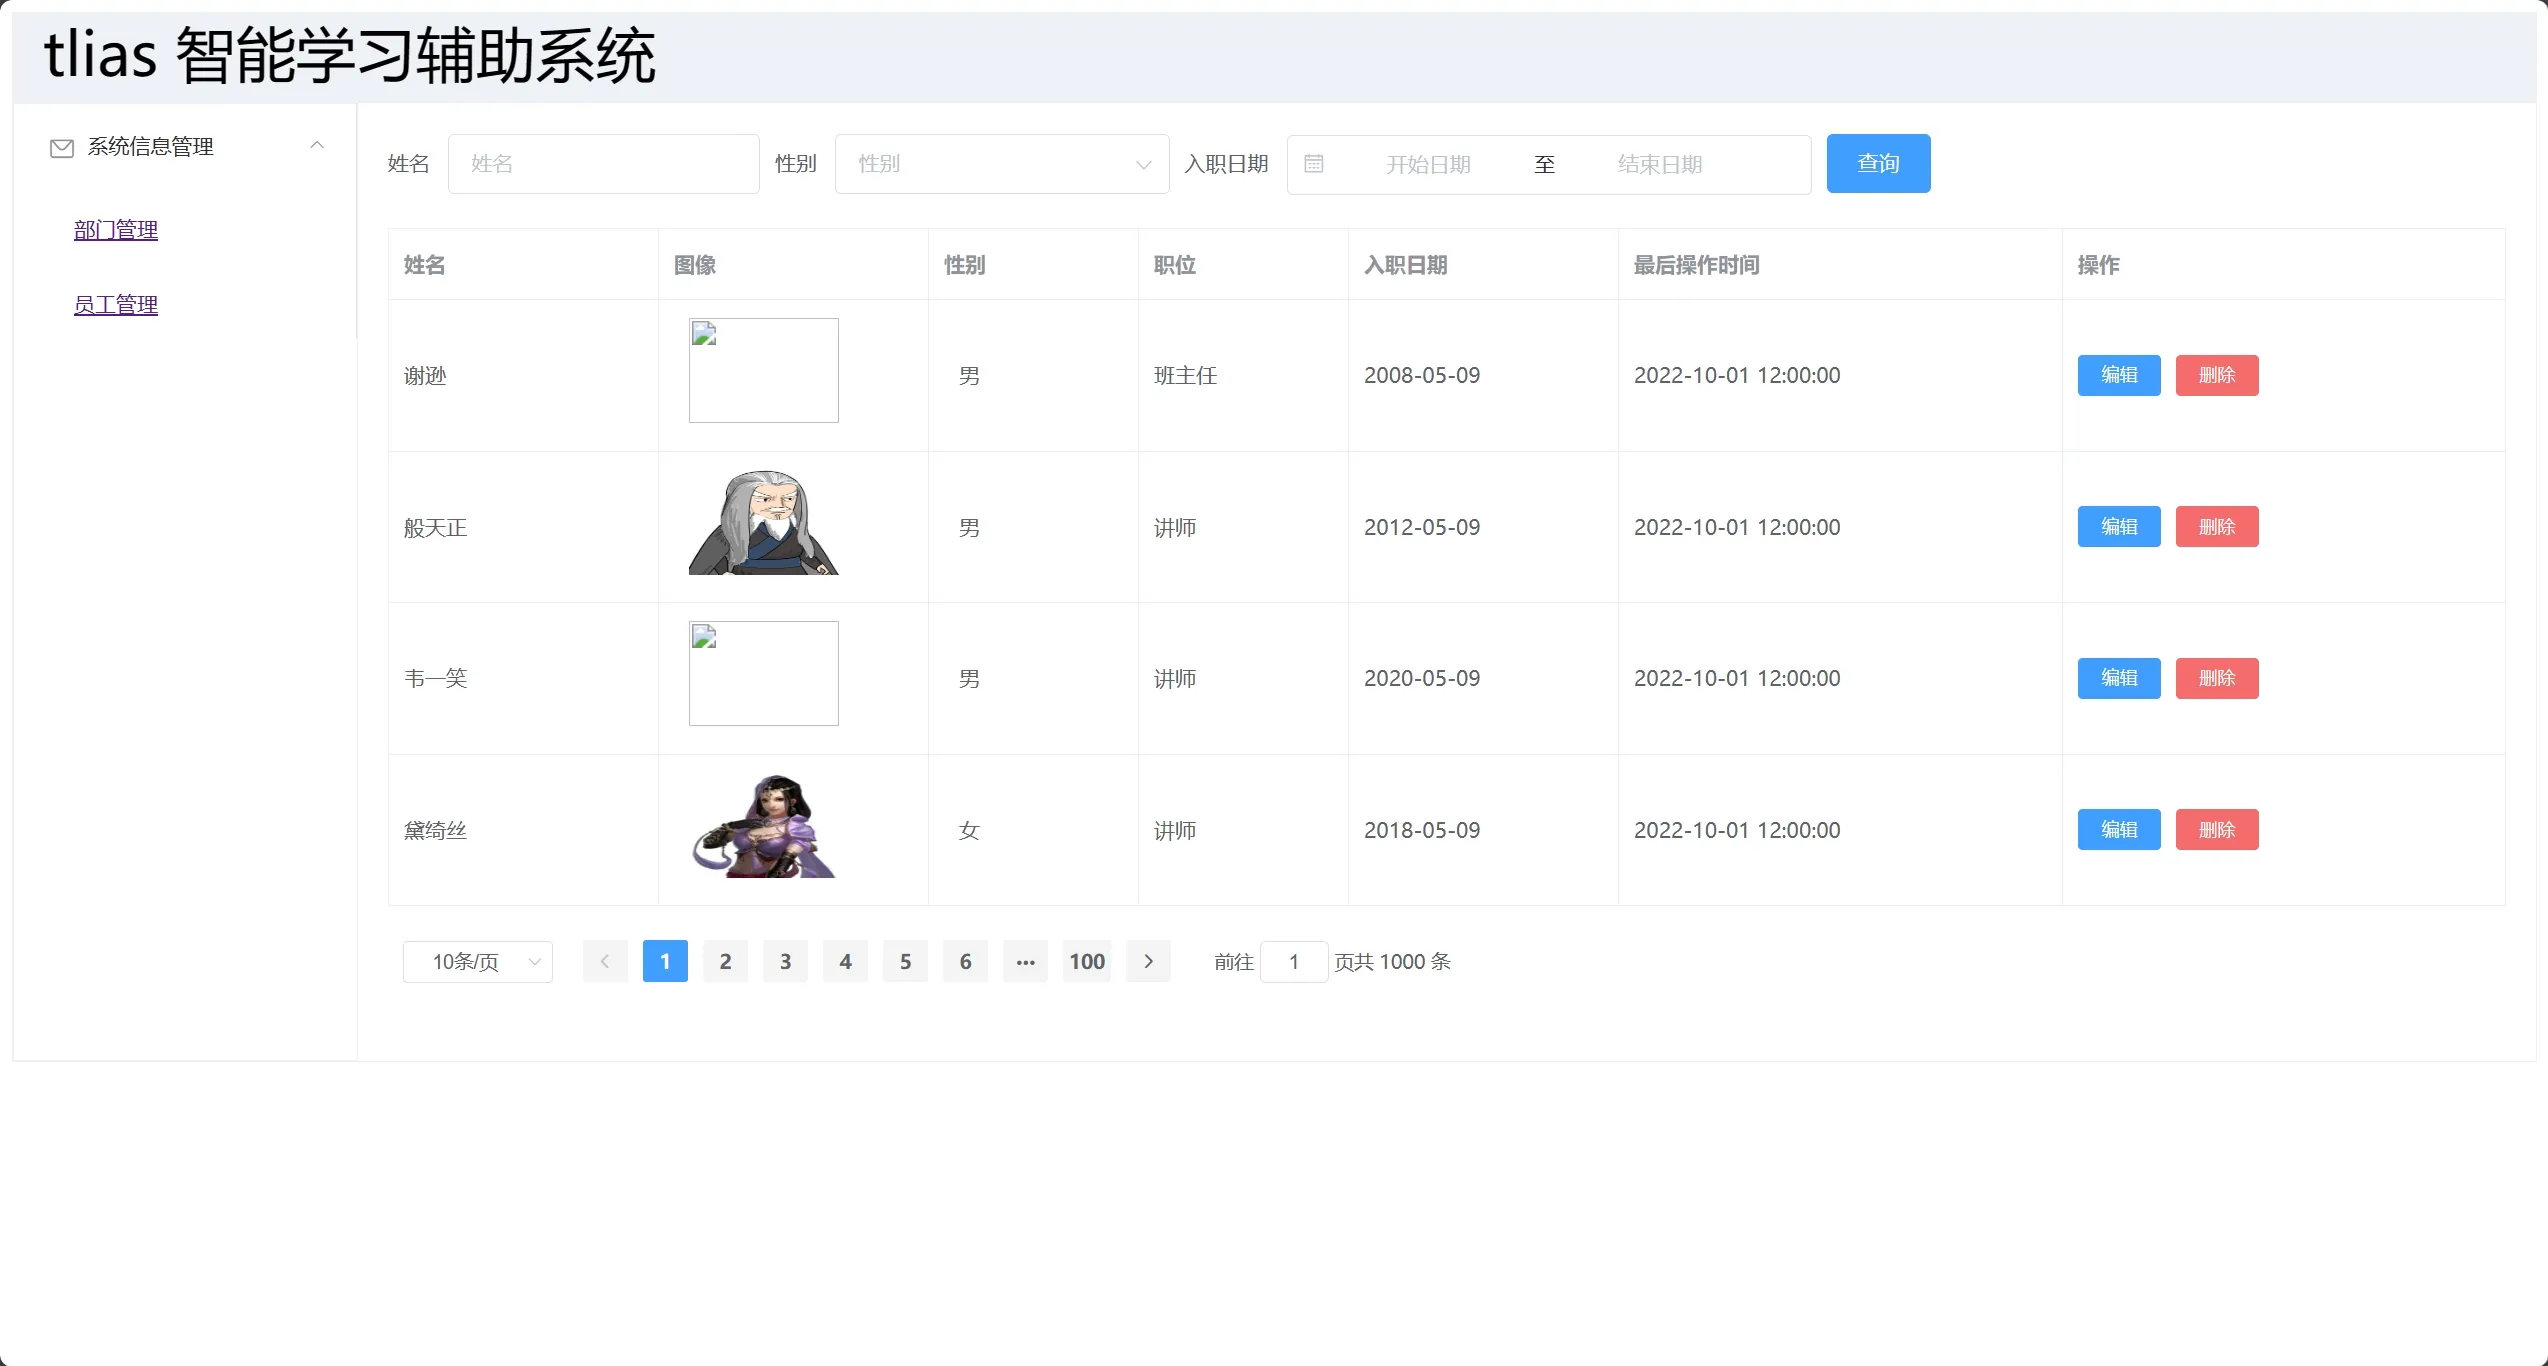 tlias 智能学习辅助系统
系统信息管理
部门管理
员工管理
姓名 姓名 性别 性别 入职日期 开始日期 至 结束日期 查询
姓名 图像 性别 职位 入职日期 最后操作时间 操作
谢逊 男 班主任 2008-05-09 2022-10-01 12:00:00 编辑 删除
般天正 男 讲师 2012-05-09 2022-10-01 12:00:00 编辑 删除
韦一笑 男 讲师 2020-05-09 2022-10-01 12:00:00 编辑 删除
黛绮丝 女 讲师 2018-05-09 2022-10-01 12:00:00 编辑 删除
10条/页 1 2 3 4 5 6 ··· 100 前往 1 页共 1000 条